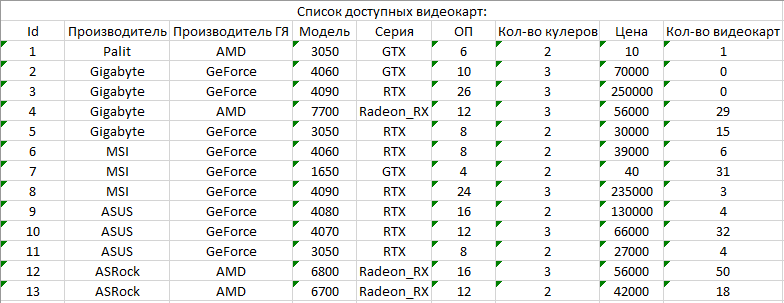 Список доступных видеокарт:
Id Производитель Производитель ГЯ Модель Серия ОП Кол-во кулеров Цена Кол-во видеокарт
1 Palit AMD 3050 GTX 6 2 10 1
2 Gigabyte GeForce 4060 GTX 10 3 70000 0
3 Gigabyte GeForce 4090 RTX 26 3 250000 0
4 Gigabyte AMD 7700 Radeon_RX 12 3 56000 29
5 Gigabyte GeForce 3050 RTX 8 2 30000 15
6 MSI GeForce 4060 RTX 8 2 39000 6
7 MSI GeForce 1650 GTX 4 2 40 31
8 MSI GeForce 4090 RTX 24 3 235000 3
9 ASUS GeForce 4080 RTX 16 2 130000 4
10 ASUS GeForce 4070 RTX 12 3 66000 32
11 ASUS GeForce 3050 RTX 8 2 27000 4
12 ASRock AMD 6800 Radeon_RX 16 3 56000 50
13 ASRock AMD 6700 Radeon_RX 12 2 42000 18